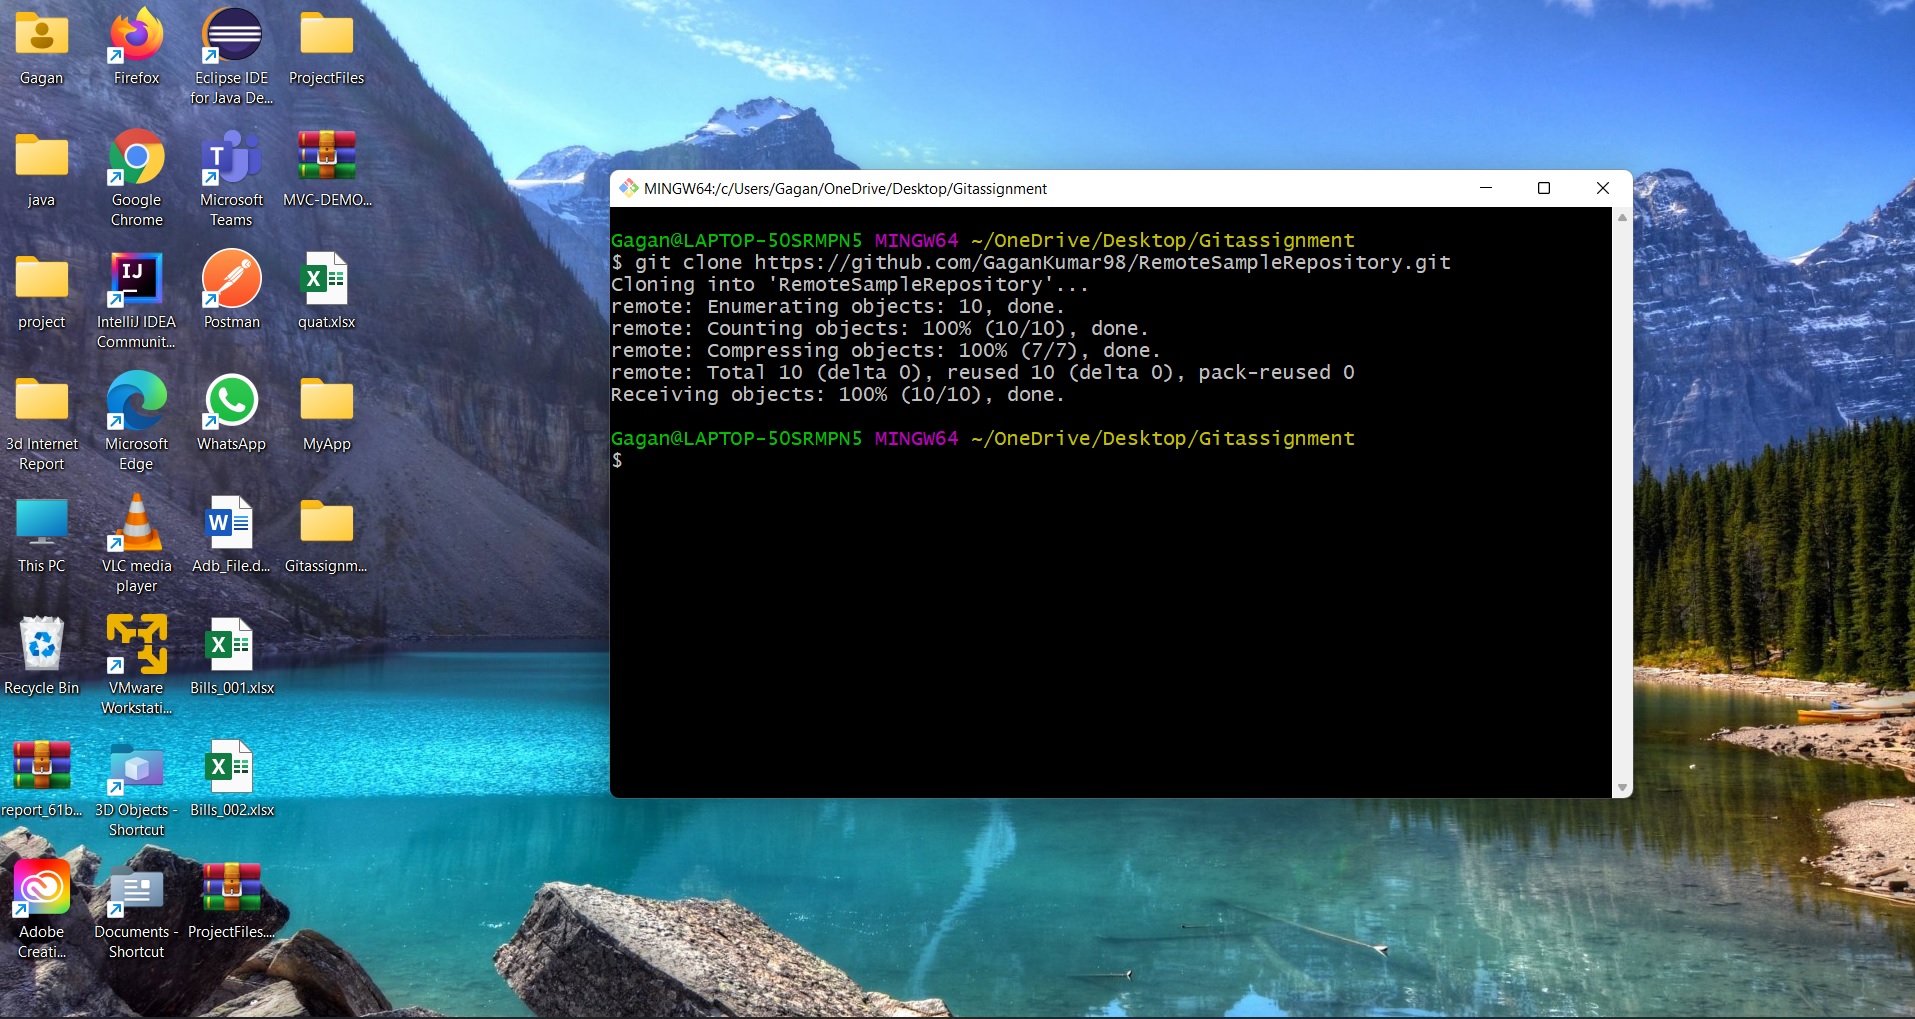 Gagan
Firefox
Eclipse IDE
for Java De...
ProjectFiles
java
Google
Chrome
Microsoft
Teams
MVC-DEMO...
project
IntelliJ IDEA
Communit...
Postman
quat.xlsx
3d Internet
Report
Microsoft
Edge
WhatsApp
MyApp
This PC
VLC media
player
Adb_File.d...
Gitassignm...
Recycle Bin
VMware
Workstati...
Bills_001.xlsx
report_61b...
3D Objects -
Shortcut
Bills_002.xlsx
Adobe
Creati...
Documents -
Shortcut
ProjectFiles....
MINGW64:/c/Users/Gagan/OneDrive/Desktop/Gitassignment
Gagan@LAPTOP-50SRMPN5 MINGW64 ~/OneDrive/Desktop/Gitassignment
$ git clone https://github.com/GaganKumar98/RemoteSampleRepository.git
Cloning into 'RemoteSampleRepository'...
remote: Enumerating objects: 10, done.
remote: Counting objects: 100% (10/10), done.
remote: Compressing objects: 100% (7/7), done.
remote: Total 10 (delta 0), reused 10 (delta 0), pack-reused 0
Receiving objects: 100% (10/10), done.
Gagan@LAPTOP-50SRMPN5 MINGW64 ~/OneDrive/Desktop/Gitassignment
$